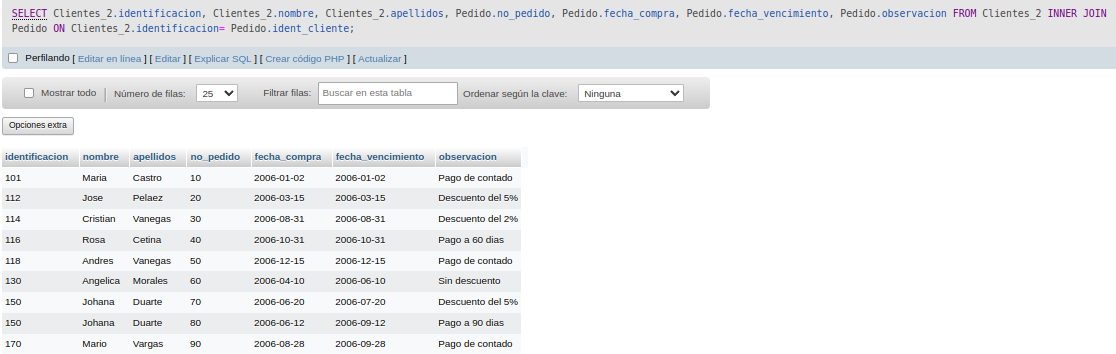 SELECT Clientes_2.identificacion, Clientes_2.nombre, Clientes_2.apellidos, Pedido.no_pedido, Pedido.fecha_compra, Pedido.fecha_vencimiento, Pedido.observacion FROM Clientes_2 INNER JOIN
Pedido ON Clientes_2.identificacion= Pedido.ident_cliente;
Perfilando [ Editar en línea ] [ Editar ] [ Explicar SQL ] [ Crear código PHP ] [ Actualizar ]
Mostrar todo | Número de filas: 25 Filtrar filas: Buscar en esta tabla Ordenar según la clave: Ninguna
Opciones extra
identificacion nombre apellidos no_pedido fecha_compra fecha_vencimiento observacion
101 Maria Castro 10 2006-01-02 2006-01-02 Pago de contado
112 Jose Pelaez 20 2006-03-15 2006-03-15 Descuento del 5%
114 Cristian Vanegas 30 2006-08-31 2006-08-31 Descuento del 2%
116 Rosa Cetina 40 2006-10-31 2006-10-31 Pago a 60 dias
118 Andres Vanegas 50 2006-12-15 2006-12-15 Pago de contado
130 Angelica Morales 60 2006-04-10 2006-06-10 Sin descuento
150 Johana Duarte 70 2006-06-20 2006-07-20 Descuento del 5%
150 Johana Duarte 80 2006-06-12 2006-09-12 Pago a 90 dias
170 Mario Vargas 90 2006-08-28 2006-09-28 Pago de contado